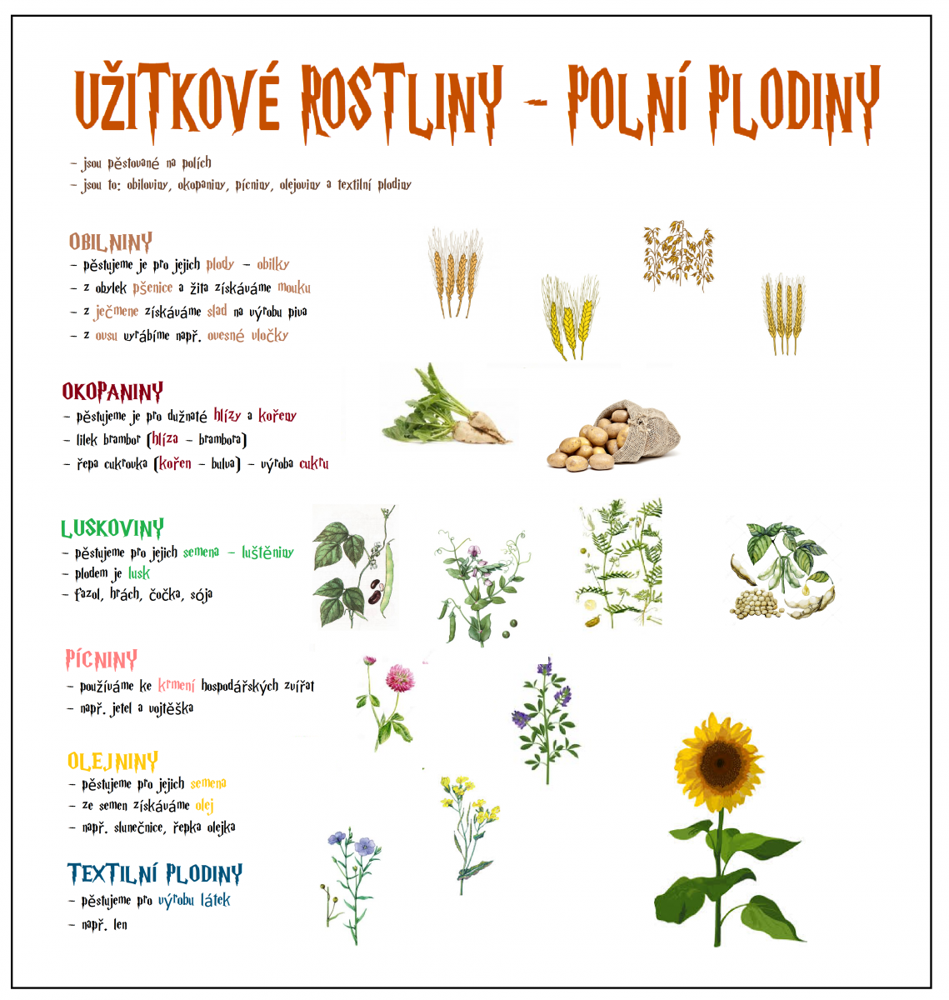 UŽITKOVÉ ROSTLINY - POLNÍ PLODINY
- jsou pěstované na polích
- jsou to: obiloviny, okopaniny, pícniny, olejoviny a textilní plodiny
OBILNINY
- pěstujeme je pro jejich plody - obilky
- z obylek pšenice a žita získáváme mouku
- z ječmene získáváme slad na výrobu piva
- z ovsu vyrábíme např. ovesné vločky
OKOPANINY
- pěstujeme je pro dužnaté hlízy a kořeny
- lilek brambor (hlíza - brambora)
- řepa cukrovka (kořen - bulva) - výroba cukru
LUSKOVINY
- pěstujeme pro jejich semena - luštěniny
- plodem je lusk
- fazol, hrách, čočka, sója
PÍCNINY
- používáme ke krmení hospodářských zvířat
- např. jetel a vojtěška
OLEJNINY
- pěstujeme pro jejich semena
- ze semen získáváme olej
- např. slunečnice, řepka olejka
TEXTILNÍ PLODINY
- pěstujeme pro výrobu látek
- např. len